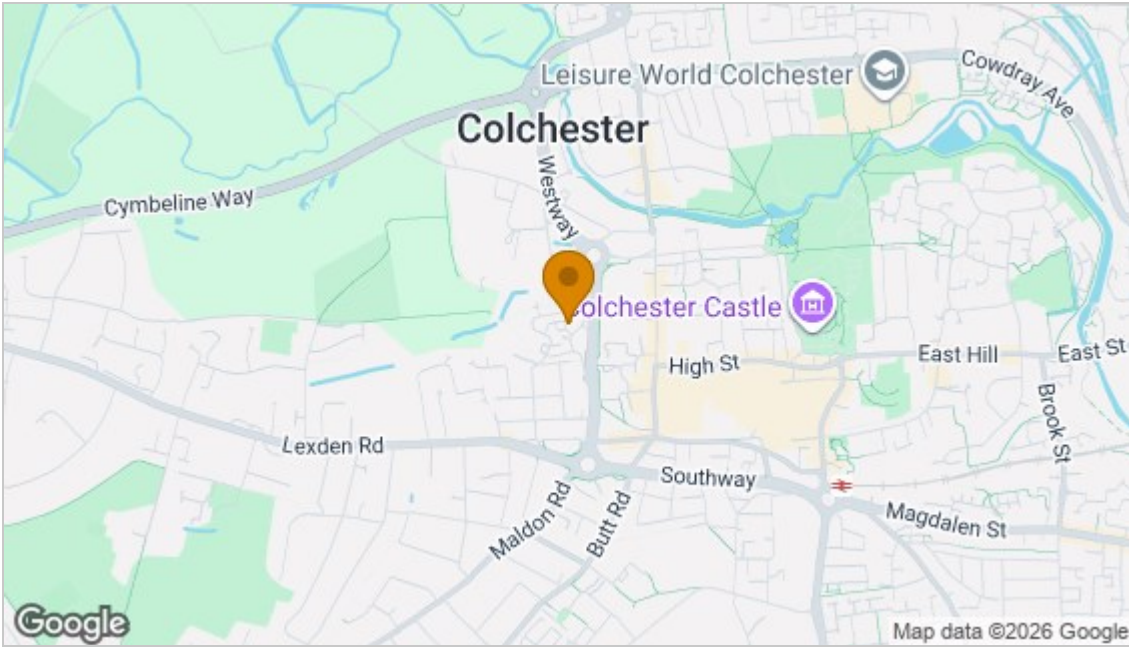 Leisure World Colchester
Cowdray Ave
Colchester
Westway
Cymbeline Way
olchester Castle
High St
East Hill
East St
Brook St
Lexden Rd
Southway
Maldon Rd
Butt Rd
Magdalen St
Google
Map data ©2026 Google